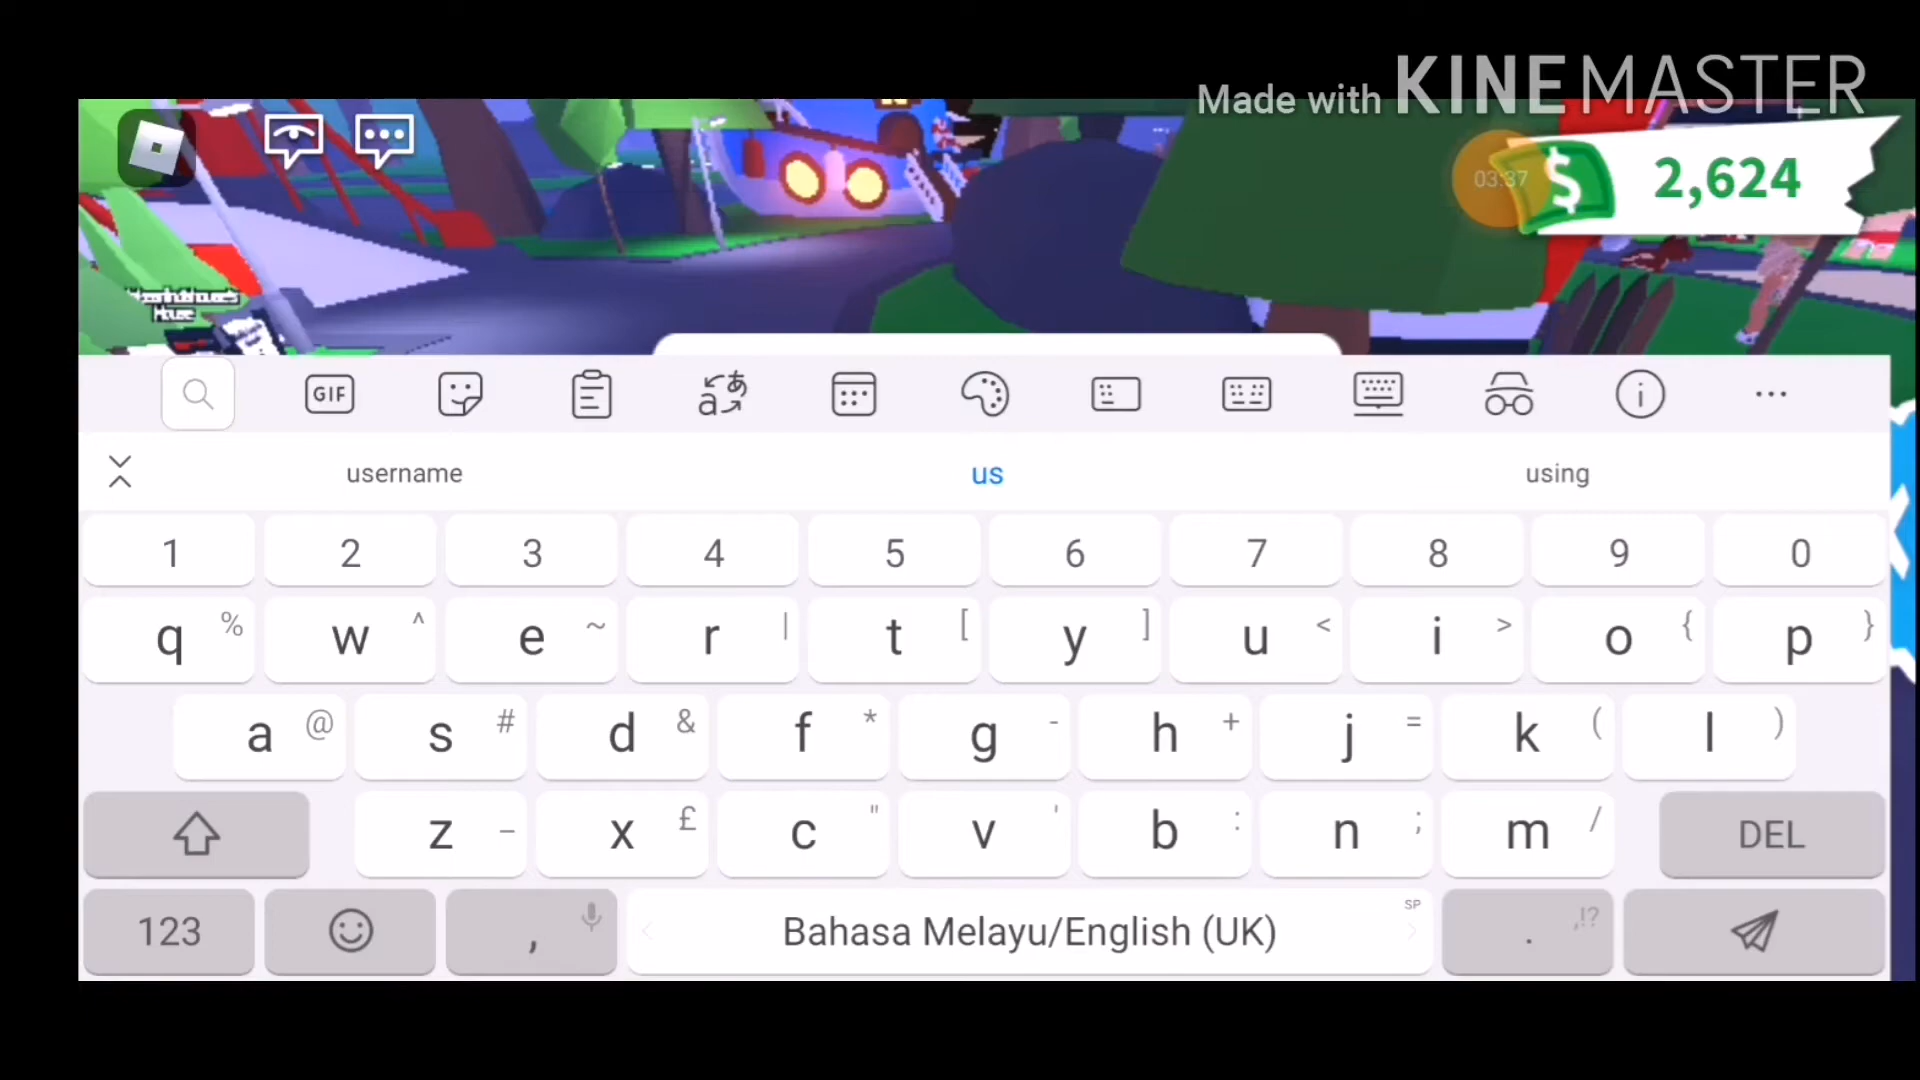 Made with KINEMASTER
03:37 $ 2,624
House
GIF
username us using
1 2 3 4 5 6 7 8 9 0
q % w ^ e ~ r | t [ y ] u < i > o { p }
a @ s # d & f * g - h + j = k ( l )
z _ x £ c " v ' b : n ; m / DEL
123 , Bahasa Melayu/English (UK) SP . ,!?